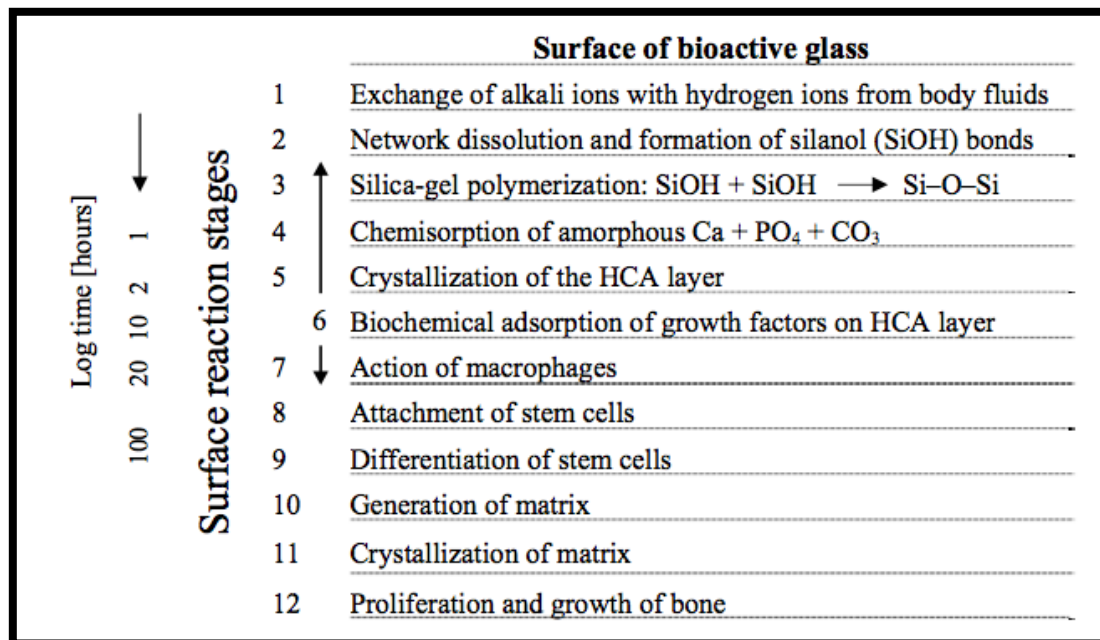 Surface of bioactive glass
1 Exchange of alkali ions with hydrogen ions from body fluids
2 Network dissolution and formation of silanol (SiOH) bonds
3 Silica-gel polymerization: SiOH + SiOH → Si–O–Si
4 Chemisorption of amorphous Ca + PO₄ + CO₃
5 Crystallization of the HCA layer
6 Biochemical adsorption of growth factors on HCA layer
7 Action of macrophages
8 Attachment of stem cells
9 Differentiation of stem cells
10 Generation of matrix
11 Crystallization of matrix
12 Proliferation and growth of bone
Log time [hours]
1 2 10 20 100
Surface reaction stages